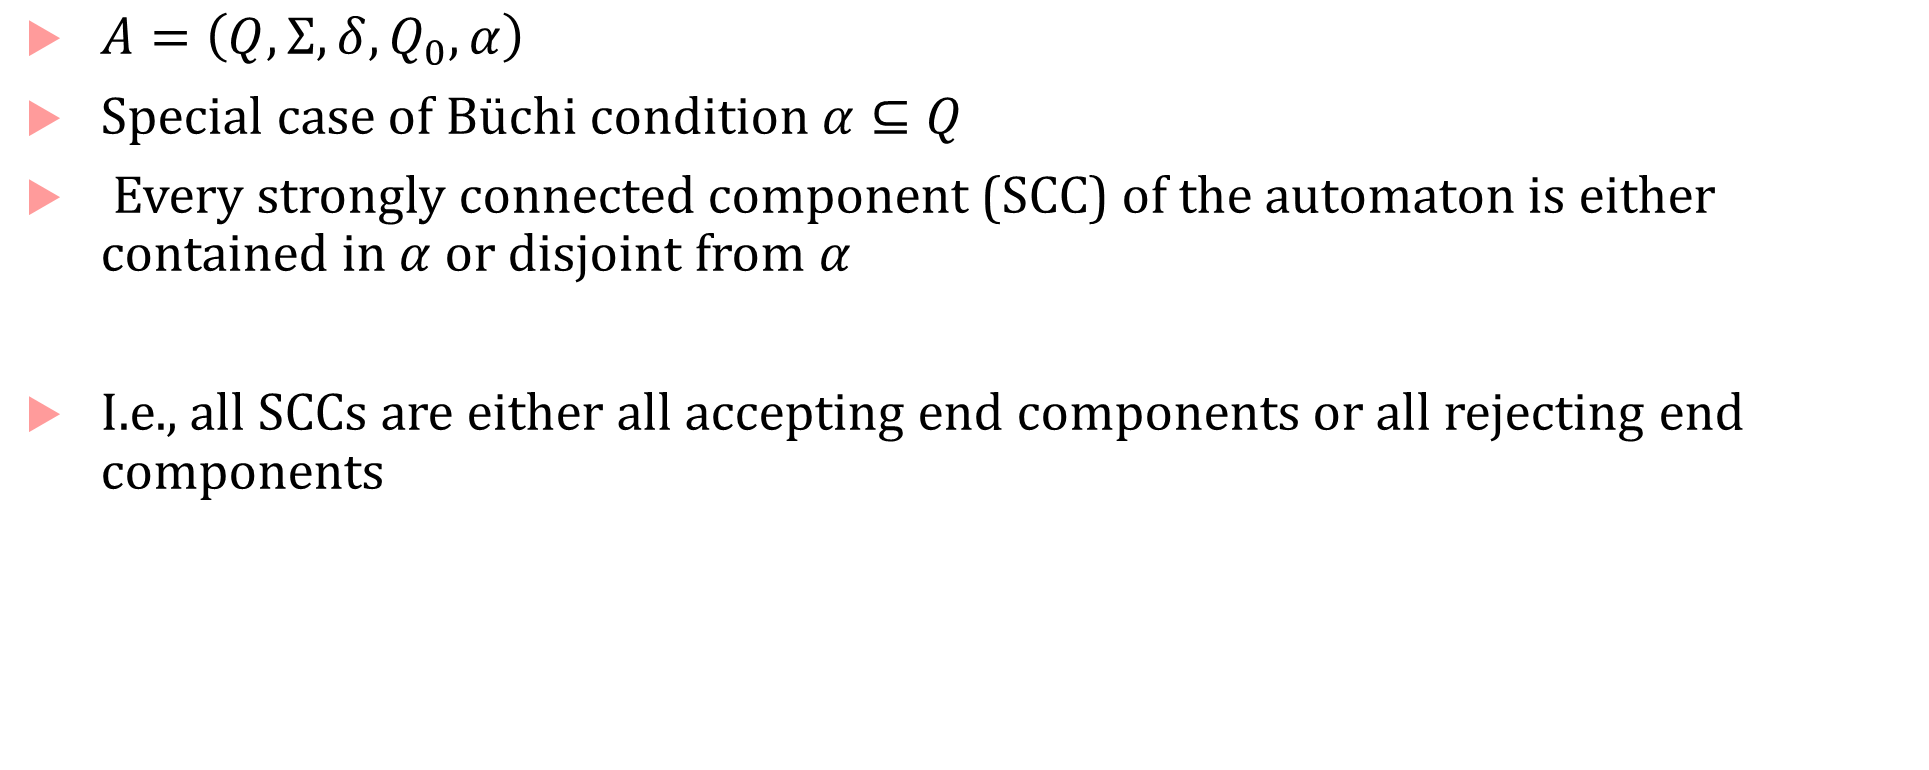 A = (Q, Σ, δ, Q₀, α)
Special case of Büchi condition α ⊆ Q
Every strongly connected component (SCC) of the automaton is either
contained in α or disjoint from α
I.e., all SCCs are either all accepting end components or all rejecting end
components